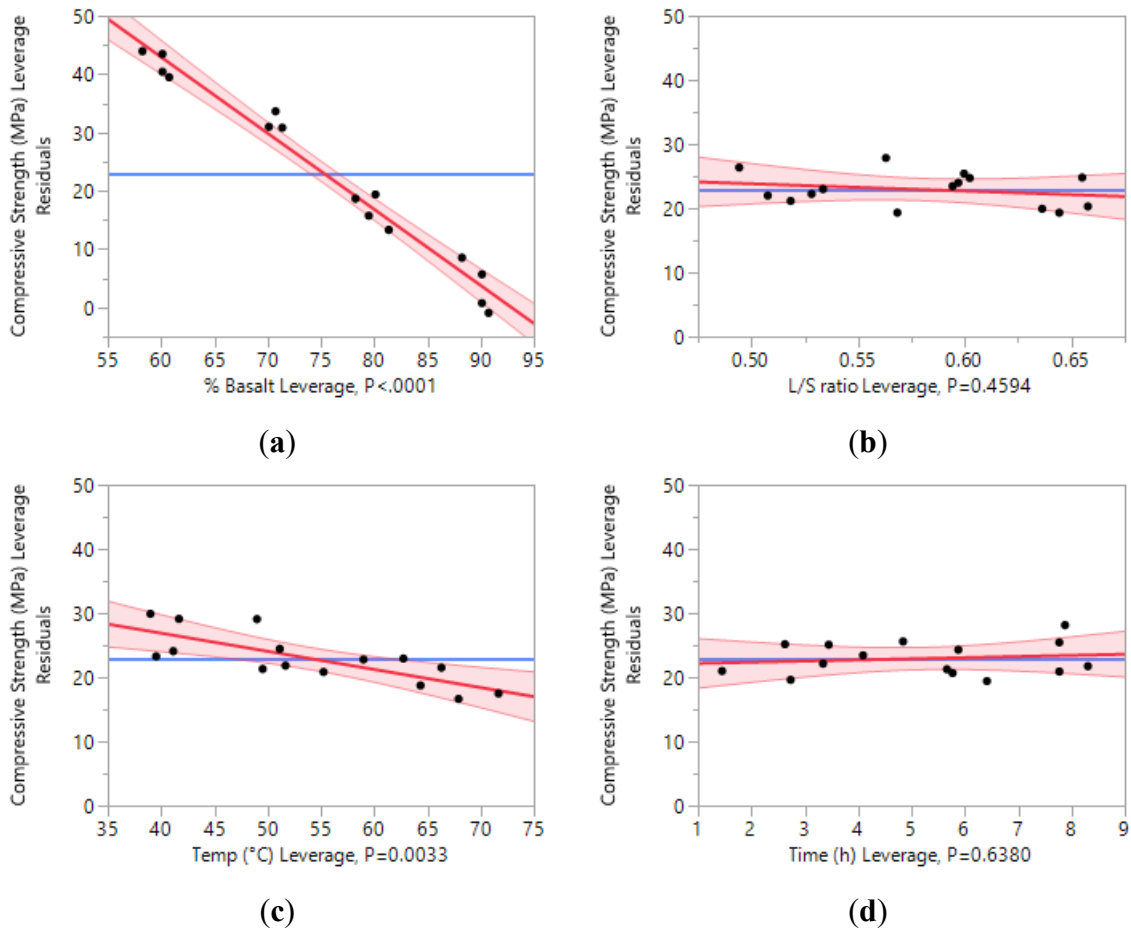 Compressive Strength (MPa) Leverage
Residuals
50
40
30
20
10
0
55 60 65 70 75 80 85 90 95
% Basalt Leverage, P<.0001
(a)
Compressive Strength (MPa) Leverage
Residuals
50
40
30
20
10
0
0.50 0.55 0.60 0.65
L/S ratio Leverage, P=0.4594
(b)
Compressive Strength (MPa) Leverage
Residuals
50
40
30
20
10
0
35 40 45 50 55 60 65 70 75
Temp (°C) Leverage, P=0.0033
(c)
Compressive Strength (MPa) Leverage
Residuals
50
40
30
20
10
0
1 2 3 4 5 6 7 8 9
Time (h) Leverage, P=0.6380
(d)